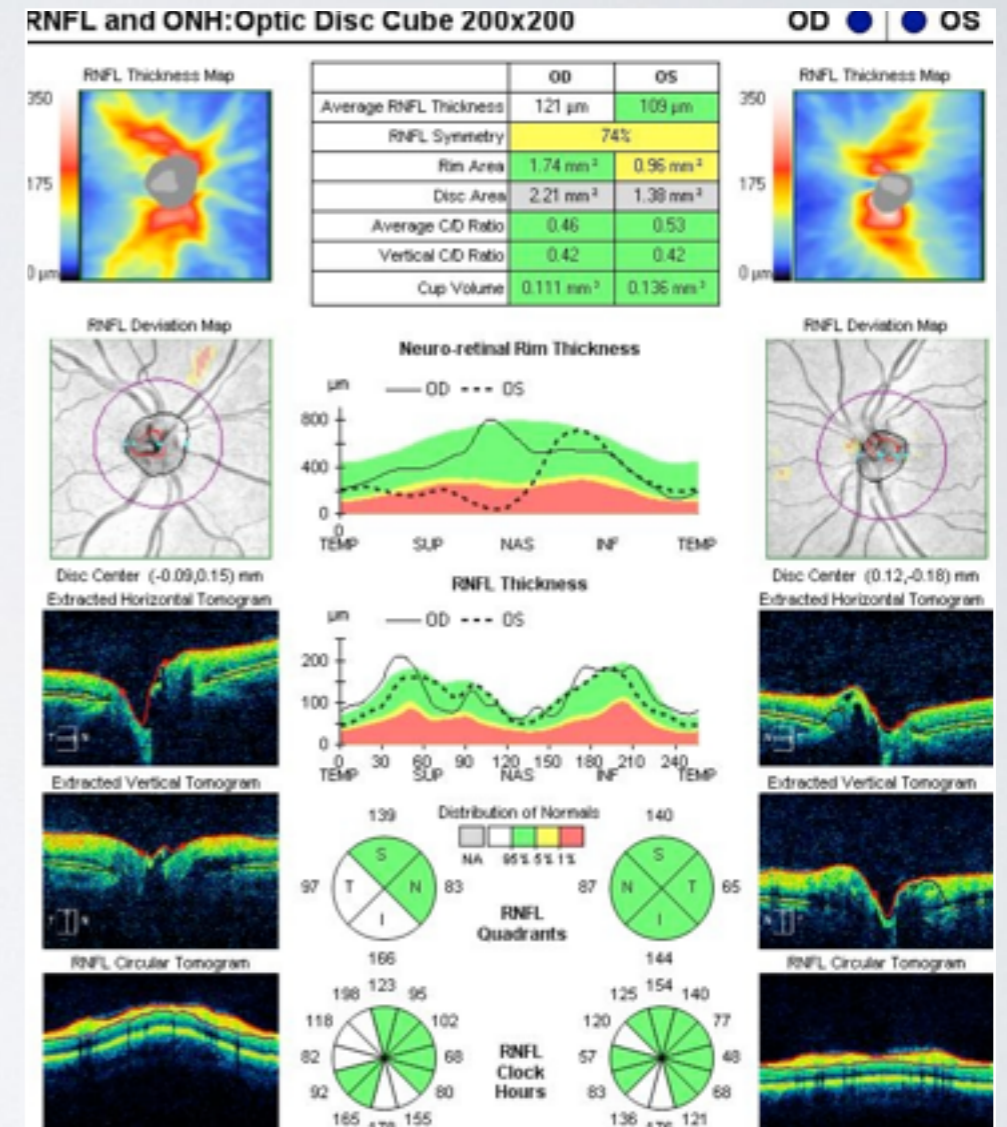 RNFL and ONH:Optic Disc Cube 200x200 OD OS
RNFL Thickness Map
350
175
0 µm
OD OS
Average RNFL Thickness 121 µm 109 µm
RNFL Symmetry 74%
Rim Area 1.74 mm² 0.96 mm²
Disc Area 2.21 mm² 1.38 mm²
Average C/D Ratio 0.46 0.53
Vertical C/D Ratio 0.42 0.42
Cup Volume 0.111 mm³ 0.136 mm³
RNFL Thickness Map
350
175
0 µm
RNFL Deviation Map
Disc Center (-0.09,0.15) mm
Neuro-retinal Rim Thickness
µm OD OS
800
400
0
0
TEMP SUP NAS INF TEMP
RNFL Deviation Map
Disc Center (0.12,-0.18) mm
Extracted Horizontal Tomogram
T N
RNFL Thickness
µm OD OS
200
100
0
0 30 60 90 120 150 180 210 240
TEMP SUP NAS INF TEMP
Extracted Horizontal Tomogram
Extracted Vertical Tomogram
Distribution of Normals
NA 95% 5% 1%
139
97 S T N I 83
166
RNFL
Quadrants
140
87 S N T I 65
144
Extracted Vertical Tomogram
RNFL Circular Tomogram
198 123 95
118 102
82 68
92 80
165 155
RNFL
Clock
Hours
125 154 140
120 77
57 48
83 68
136 121
RNFL Circular Tomogram